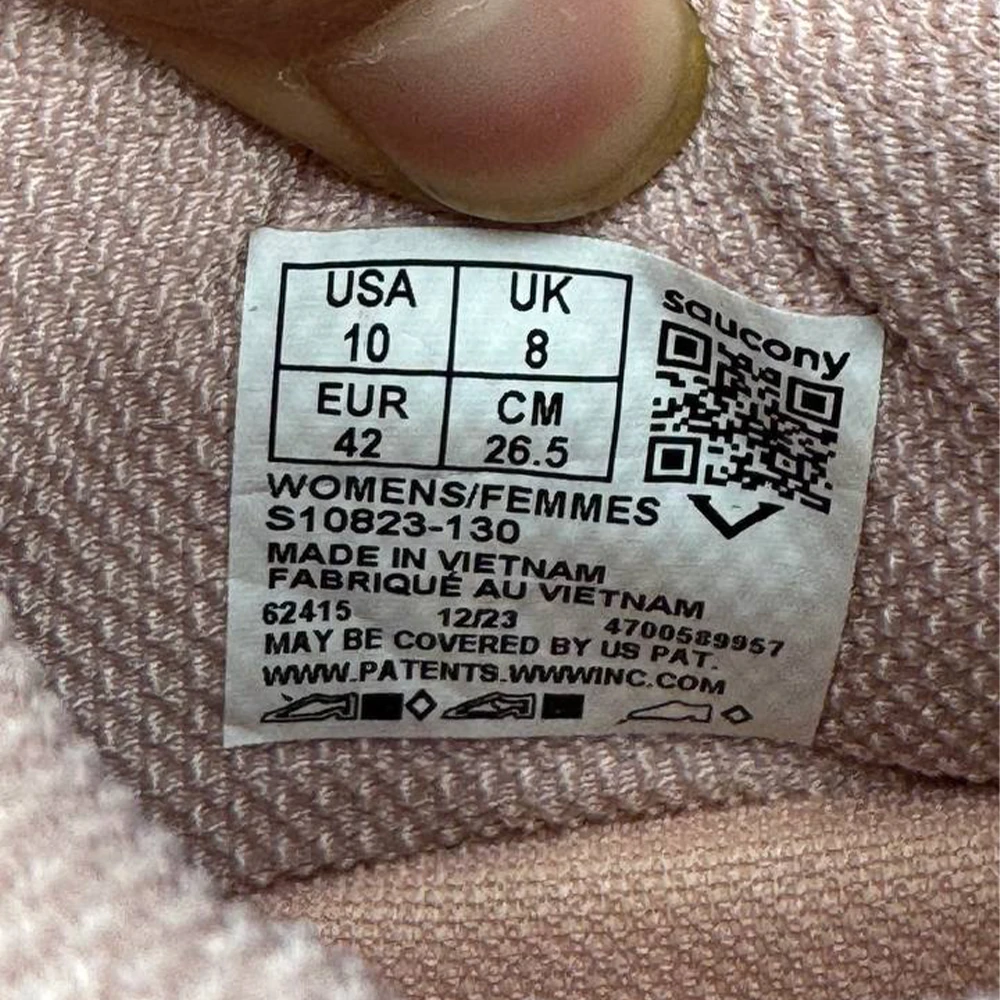 USA UK
10 8
EUR CM
42 26.5
saucony
WOMENS/FEMMES
S10823-130
MADE IN VIETNAM
FABRIQUÉ AU VIETNAM
62415 12/23 4700589957
MAY BE COVERED BY US PAT.
WWW.PATENTS.WWWINC.COM